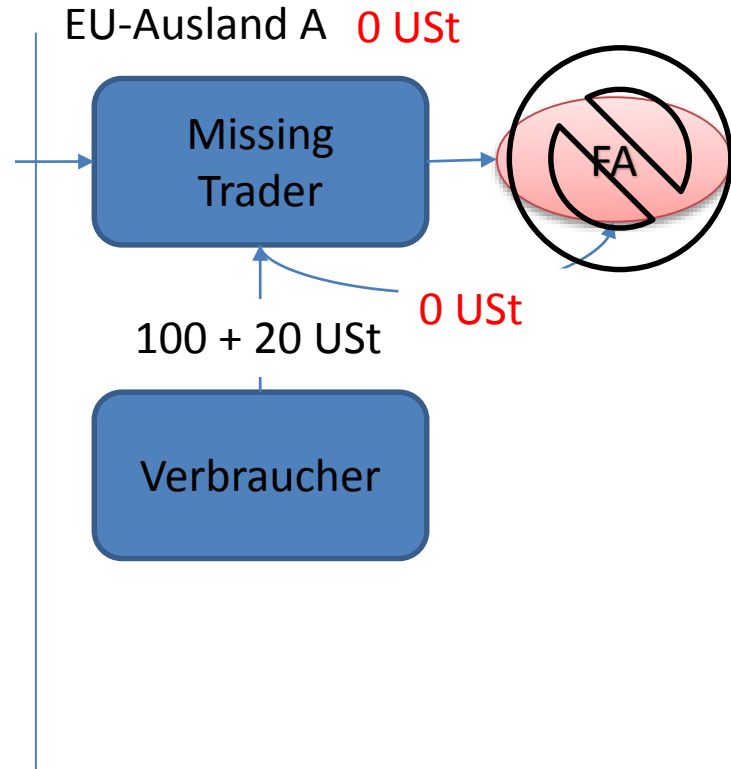 EU-Ausland A 0 USt
Missing
Trader
FA
0 USt
100 + 20 USt
Verbraucher